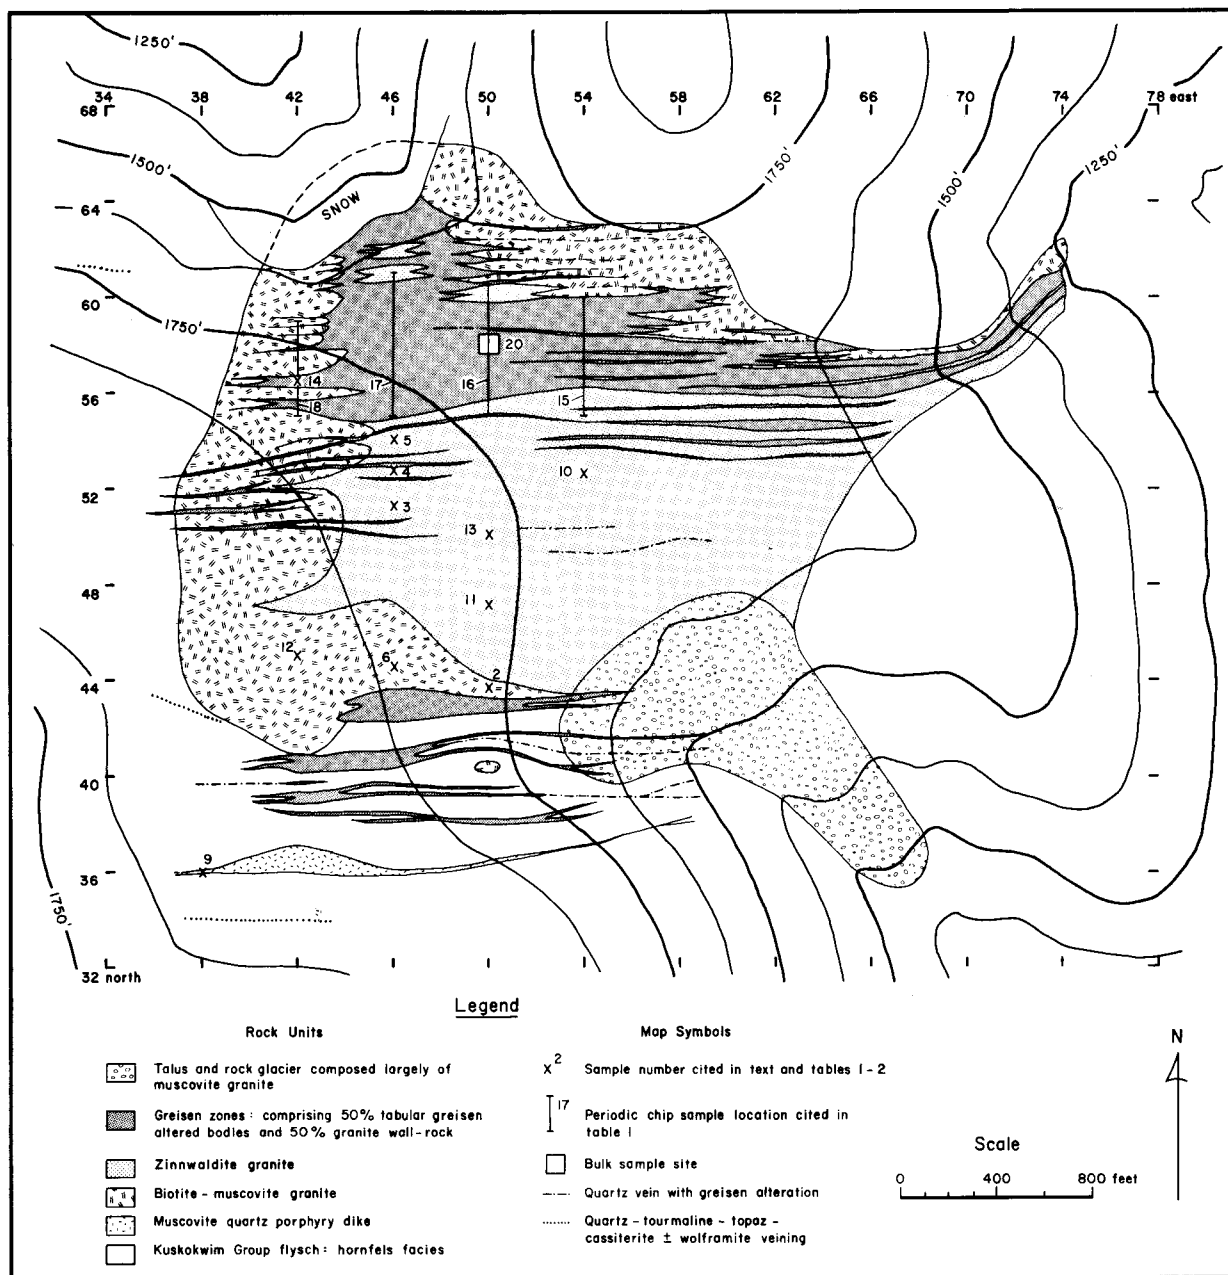 1250'
34 38 42 46 50 54 58 62 66 70 74 78 east
68
1750'
1250'
1500'
1500'
SNOW
64
60
1750'
20
14
17
16
56
18
15
5
4
10
52
3
13
48
11
12
6
2
44
40
9
36
1750'
32 north
Legend
Rock Units
Talus and rock glacier composed largely of
muscovite granite
Greisen zones: comprising 50% tabular greisen
altered bodies and 50% granite wall-rock
Zinnwaldite granite
Biotite - muscovite granite
Muscovite quartz porphyry dike
Kuskokwim Group flysch: hornfels facies
Map Symbols
x 2 Sample number cited in text and tables 1-2
17 Periodic chip sample location cited in
table 1
Bulk sample site
Quartz vein with greisen alteration
Quartz - tourmaline - topaz -
cassiterite ± wolframite veining
N
Scale
0 400 800 feet